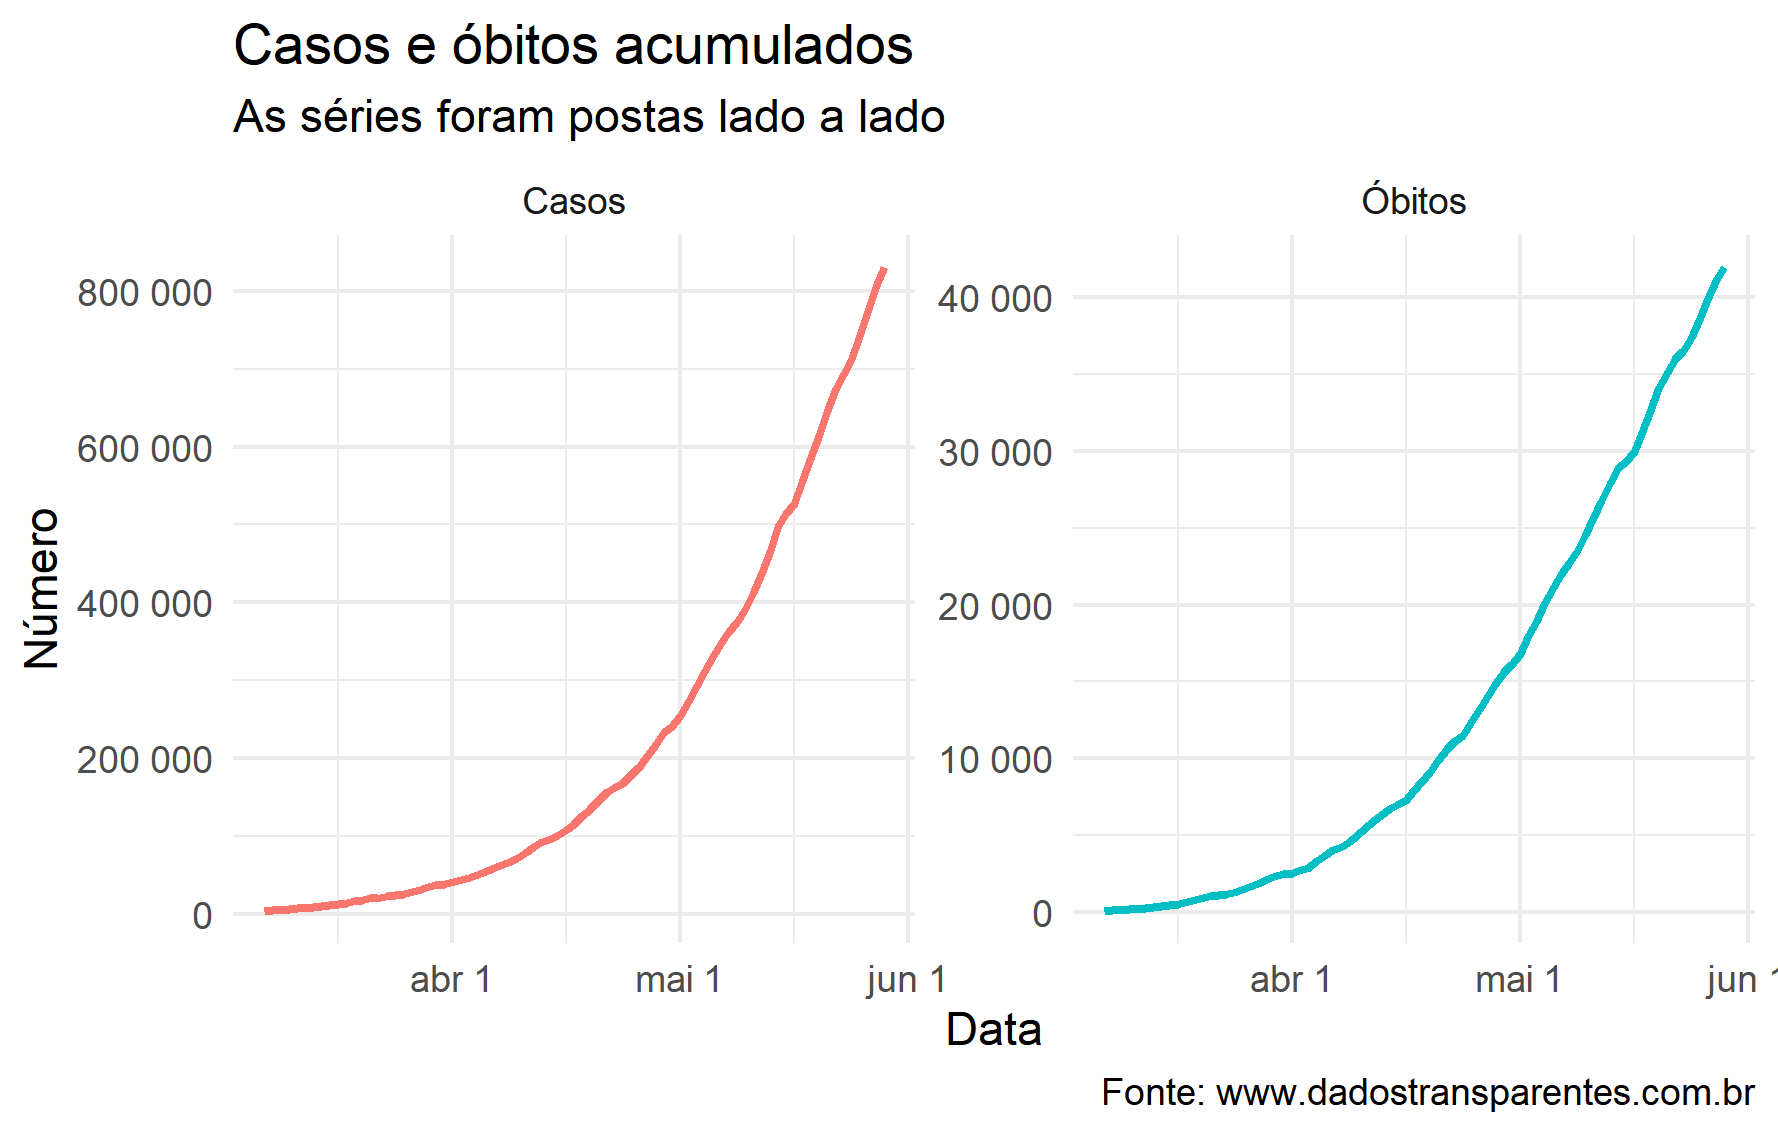 Casos e óbitos acumulados
As séries foram postas lado a lado
Casos
Óbitos
Número
800 000
600 000
400 000
200 000
0
40 000
30 000
20 000
10 000
0
abr 1
mai 1
jun 1
abr 1
mai 1
jun 1
Data
Fonte: www.dadostransparentes.com.br